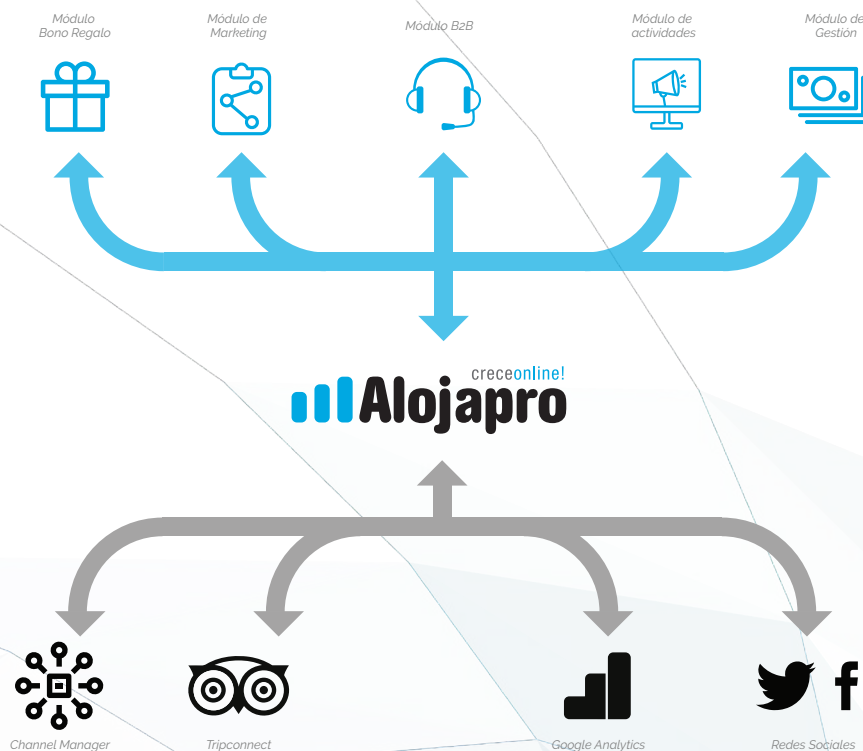 Módulo
Bono Regalo
Módulo de
Marketing
Módulo B2B
Módulo de
actividades
Módulo de
Gestión
creceonline!
Alojapro
Channel Manager
Tripconnect
Google Analytics
Redes Sociales